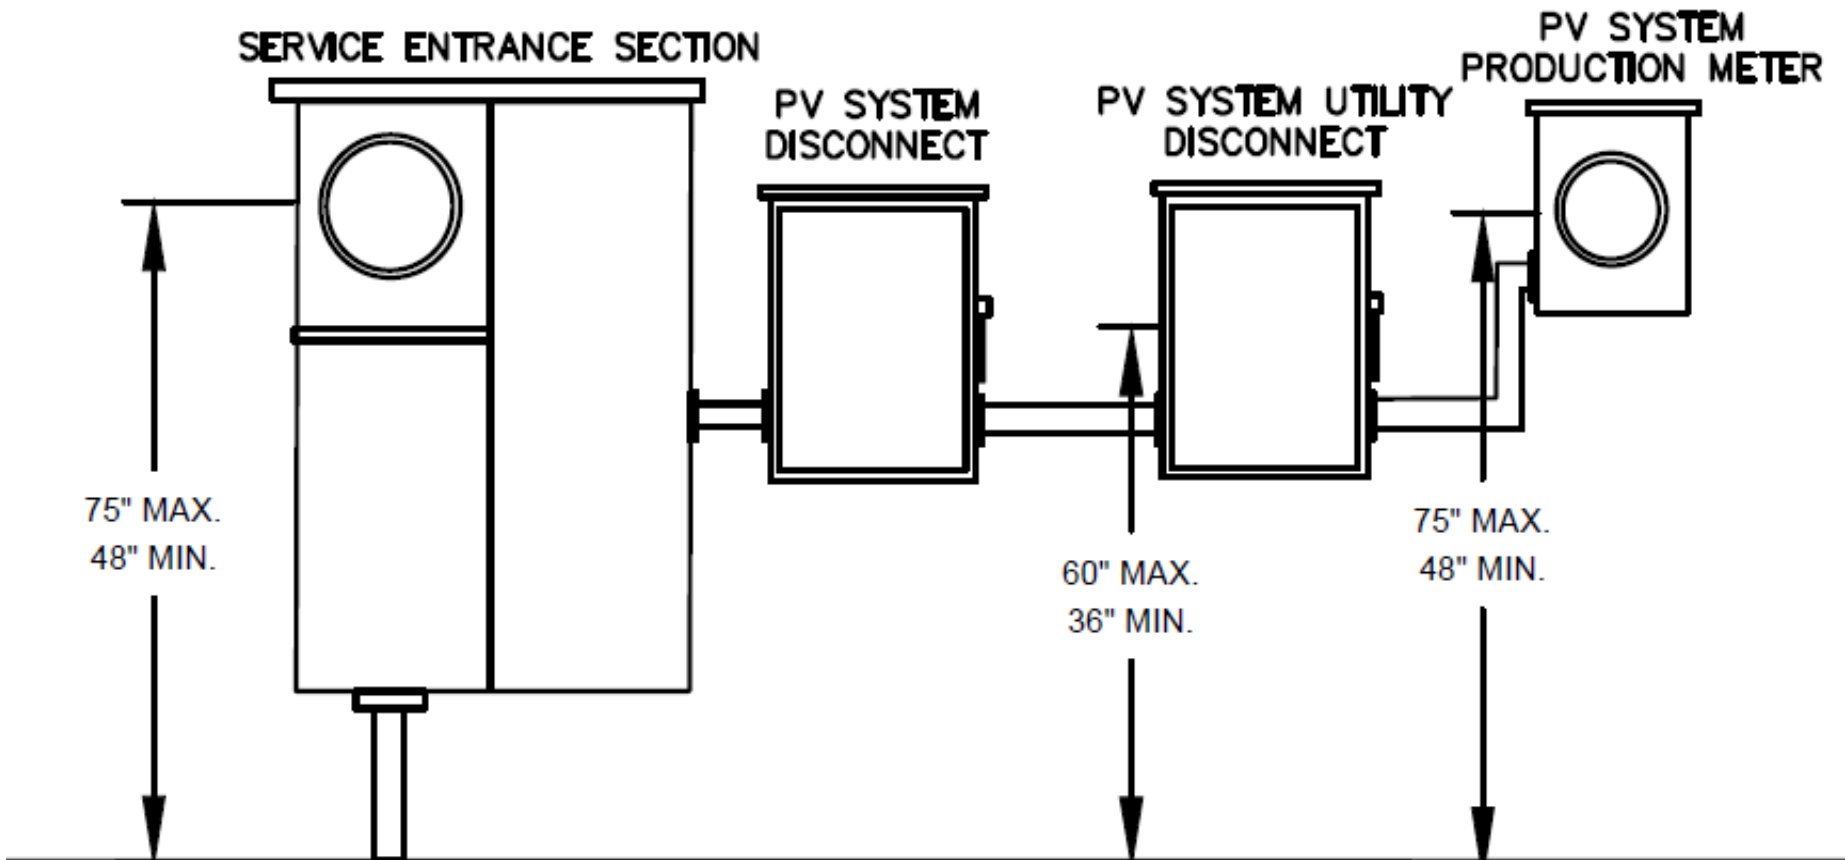 SERVICE ENTRANCE SECTION
PV SYSTEM
DISCONNECT
PV SYSTEM UTILITY
DISCONNECT
PV SYSTEM
PRODUCTION METER
75" MAX.
48" MIN.
60" MAX.
36" MIN.
75" MAX.
48" MIN.